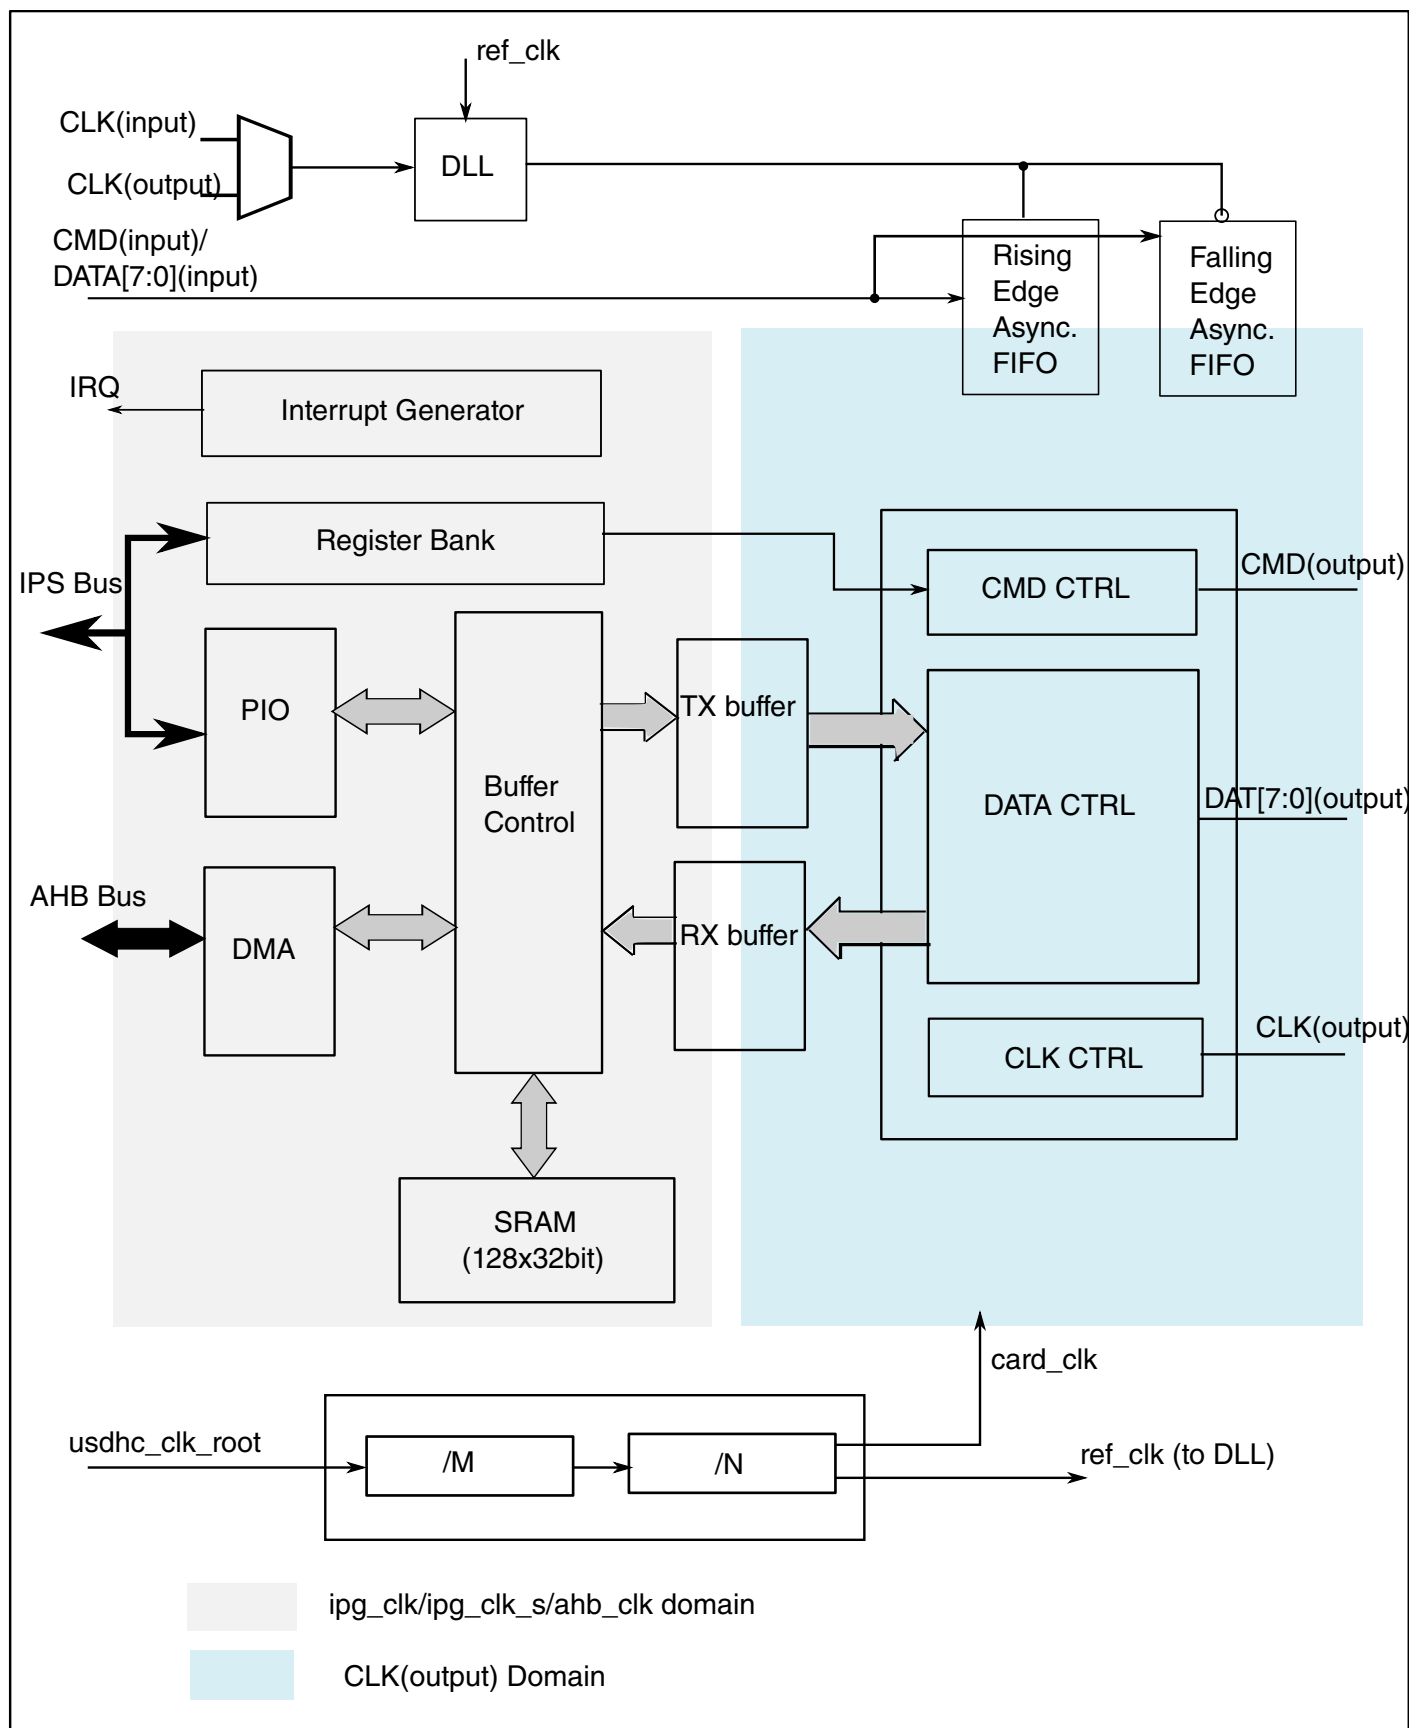 ref_clk
CLK(input)
DLL
CLK(output)
CMD(input)/
DATA[7:0](input)
Rising
Edge
Async.
FIFO
Falling
Edge
Async.
FIFO
IRQ
Interrupt Generator
Register Bank
IPS Bus
CMD CTRL
CMD(output)
PIO
TX buffer
Buffer
Control
DATA CTRL
DAT[7:0](output)
AHB Bus
DMA
RX buffer
CLK CTRL
CLK(output)
SRAM
(128x32bit)
card_clk
usdhc_clk_root
/M
/N
ref_clk (to DLL)
ipg_clk/ipg_clk_s/ahb_clk domain
CLK(output) Domain